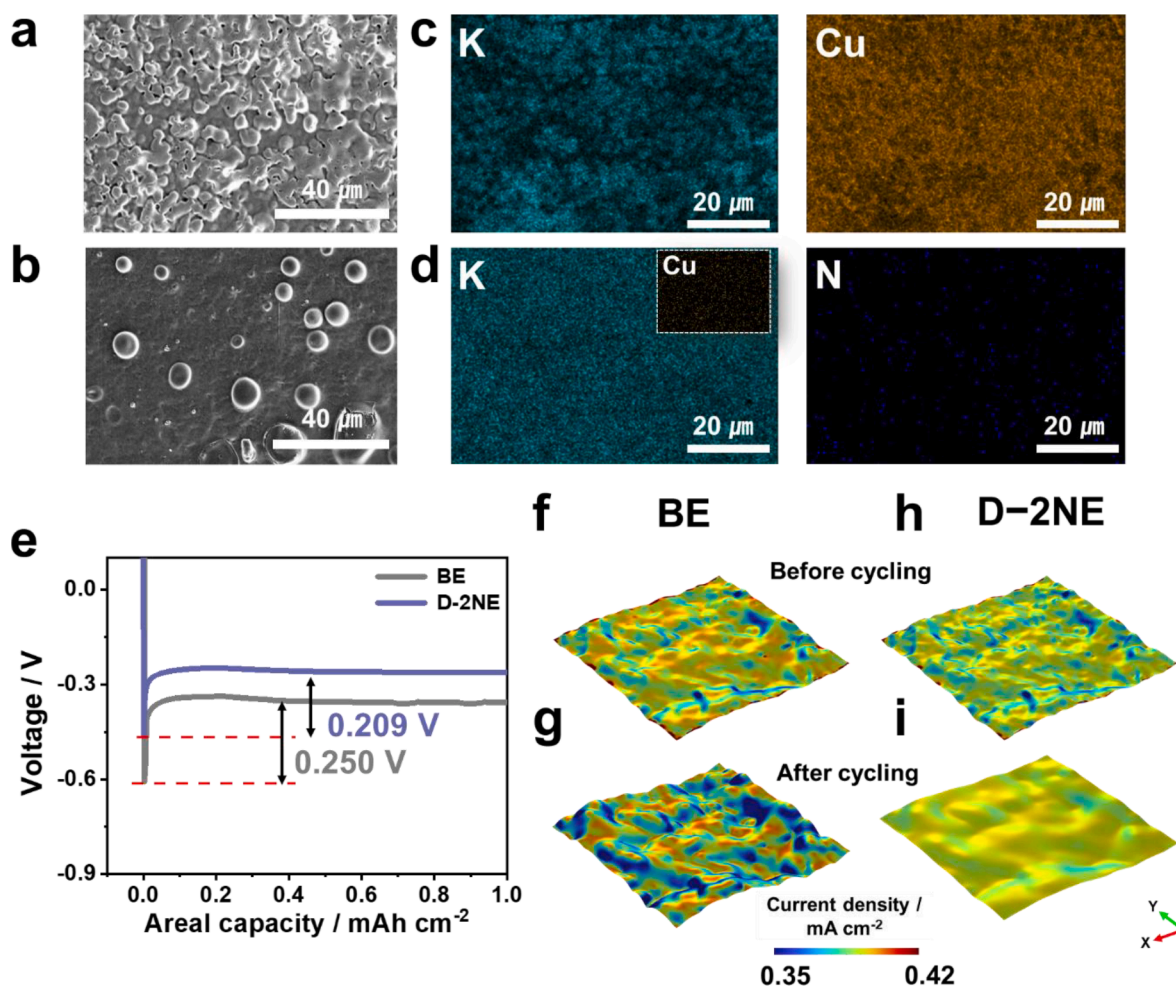 a
40 μm
c
K
20 μm
Cu
20 μm
b
40 μm
d
K
Cu
20 μm
N
20 μm
e
BE
D-2NE
0.209 V
0.250 V
0.0
-0.3
-0.6
-0.9
Voltage / V
0.0 0.2 0.4 0.6 0.8 1.0
Areal capacity / mAh cm-2
f
BE
h
D-2NE
Before cycling
g
i
After cycling
Current density /
mA cm-2
0.35
0.42
Y
X